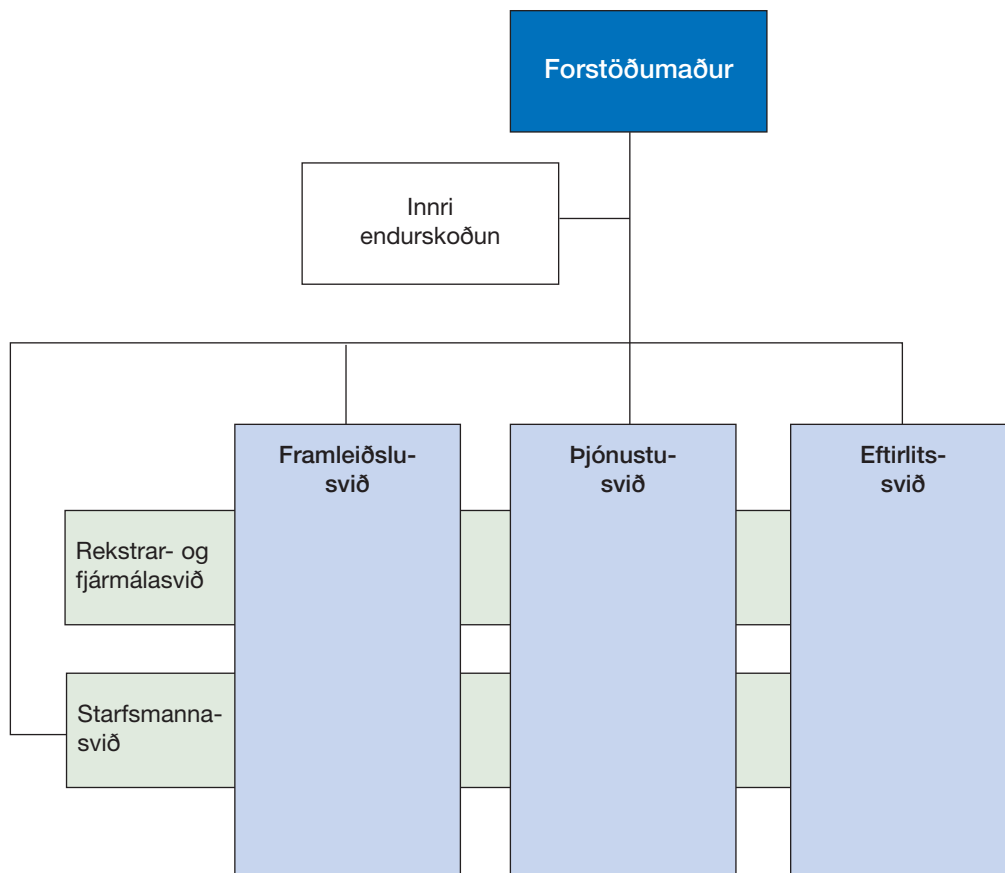 Forstöðumaður
Innri
endurskoðun
Framleiðslu-
svið
Þjónustu-
svið
Eftirlits-
svið
Rekstrar- og
fjármálasvið
Starfsmanna-
svið